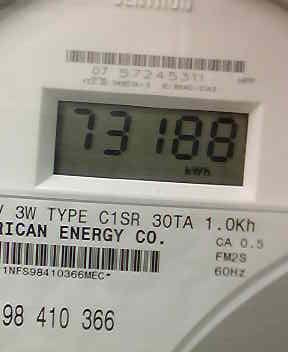 07 57245311
73188
kWh
V 3W TYPE C1SR 30TA 1.0Kh
RICAN ENERGY CO.
CA 0.5
FM2S
60Hz
1NFS98410366MEC*
98 410 366